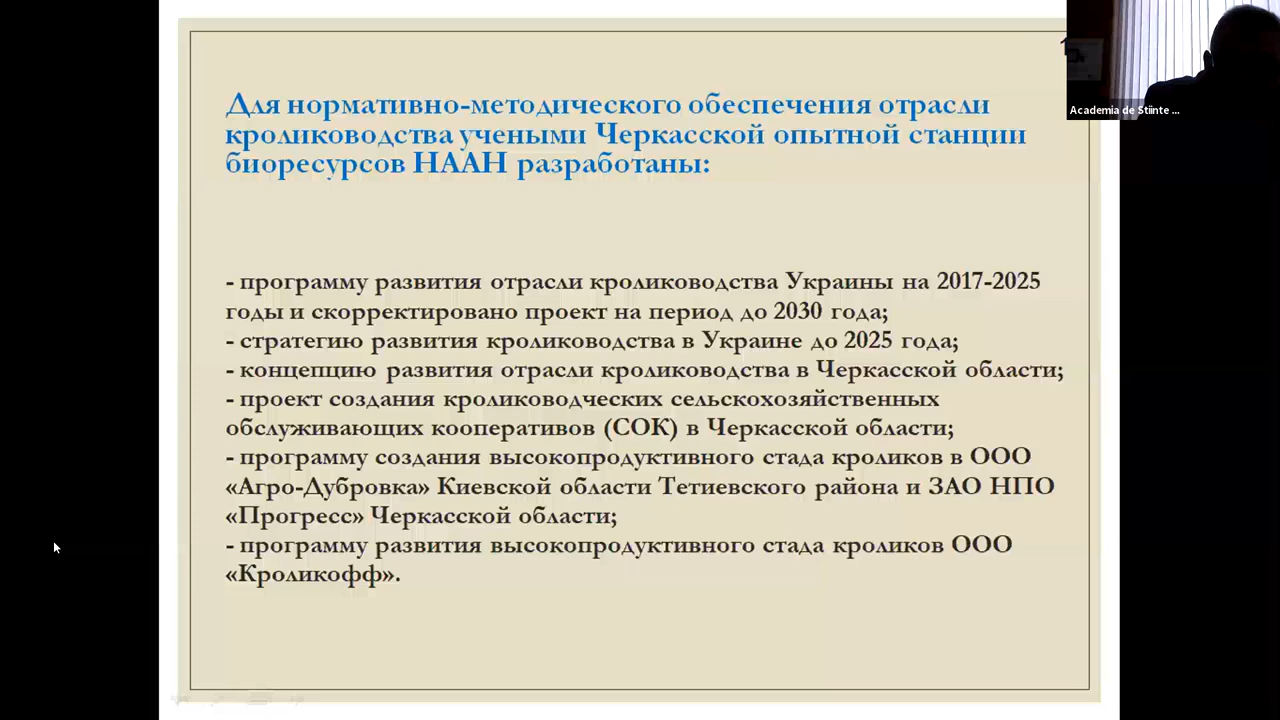 Для нормативно-методического обеспечения отрасли
кролиководства учеными Черкасской опытной станции
биоресурсов НААН разработаны:
- программу развития отрасли кролиководства Украины на 2017-2025
годы и скорректировано проект на период до 2030 года;
- стратегию развития кролиководства в Украине до 2025 года;
- концепцию развития отрасли кролиководства в Черкасской области;
- проект создания кролиководческих сельскохозяйственных
обслуживающих кооперативов (СОК) в Черкасской области;
- программу создания высокопродуктивного стада кроликов в ООО
«Агро-Дубровка» Киевской области Тетиевского района и ЗАО НПО
«Прогресс» Черкасской области;
- программу развития высокопродуктивного стада кроликов ООО
«Кроликофф».
Academia de Stiinte ...